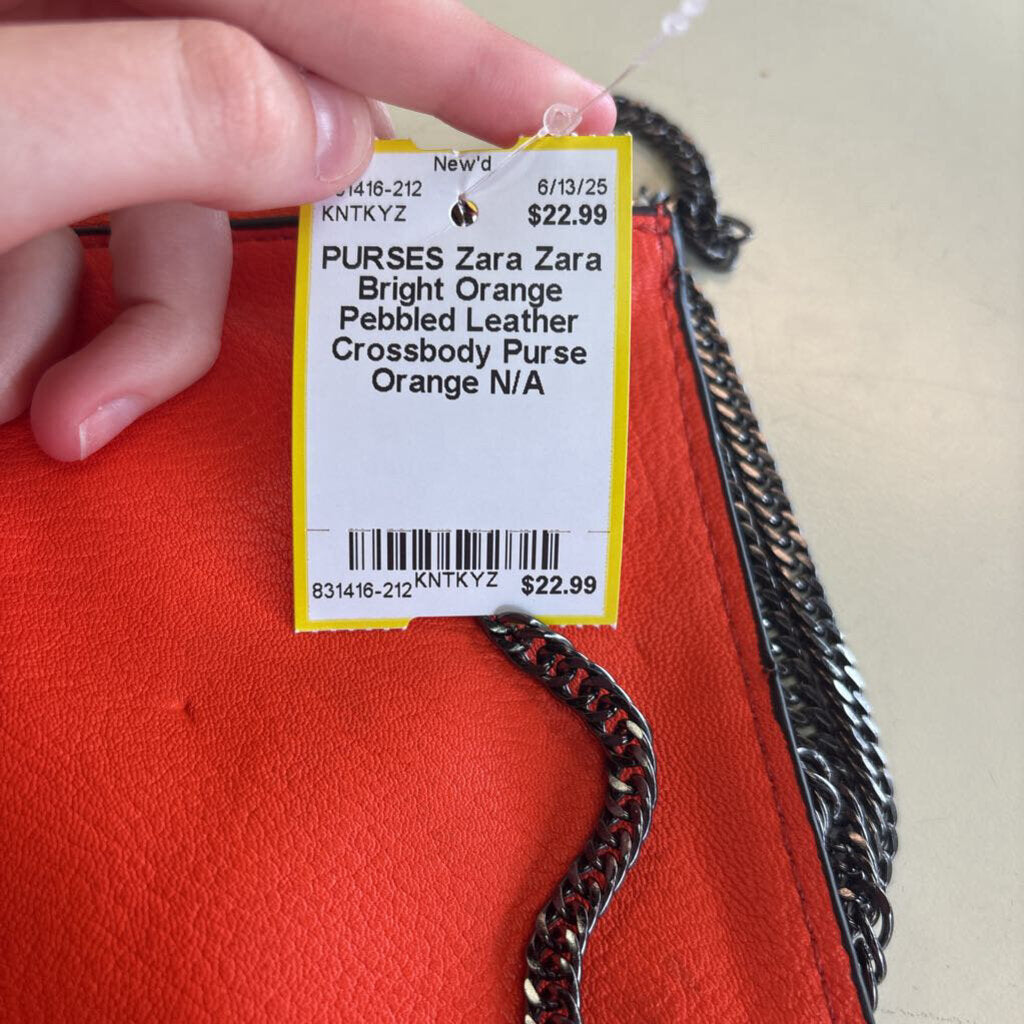 New'd
31416-212 6/13/25
KNTKYZ $22.99
PURSES Zara Zara
Bright Orange
Pebbled Leather
Crossbody Purse
Orange N/A
831416-212 KNTKYZ $22.99